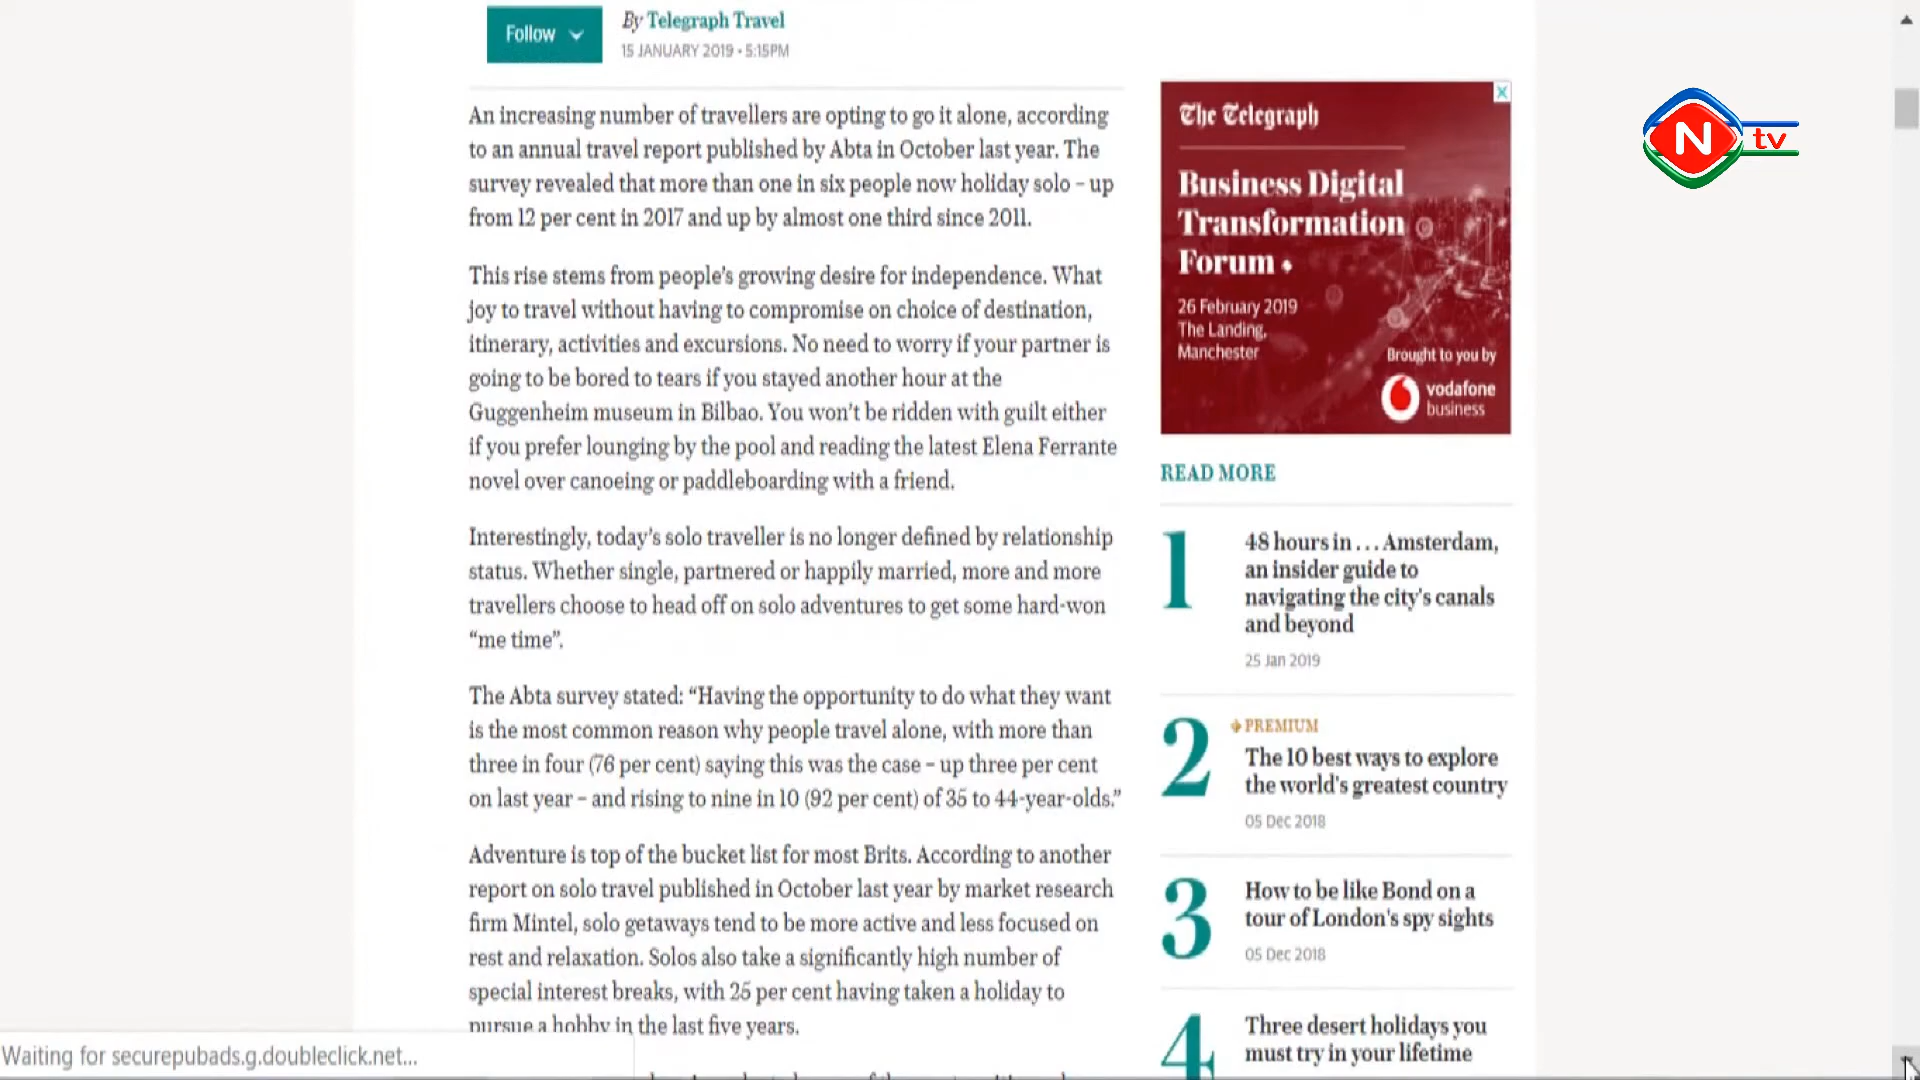 Follow
By Telegraph Travel
15 JANUARY 2019 • 5:15PM
An increasing number of travellers are opting to go it alone, according
to an annual travel report published by Abta in October last year. The
survey revealed that more than one in six people now holiday solo – up
from 12 per cent in 2017 and up by almost one third since 2011.
This rise stems from people's growing desire for independence. What
joy to travel without having to compromise on choice of destination,
itinerary, activities and excursions. No need to worry if your partner is
going to be bored to tears if you stayed another hour at the
Guggenheim museum in Bilbao. You won't be ridden with guilt either
if you prefer lounging by the pool and reading the latest Elena Ferrante
novel over canoeing or paddleboarding with a friend.
Interestingly, today's solo traveller is no longer defined by relationship
status. Whether single, partnered or happily married, more and more
travellers choose to head off on solo adventures to get some hard-won
“me time”.
The Abta survey stated: “Having the opportunity to do what they want
is the most common reason why people travel alone, with more than
three in four (76 per cent) saying this was the case – up three per cent
on last year – and rising to nine in 10 (92 per cent) of 35 to 44-year-olds.”
Adventure is top of the bucket list for most Brits. According to another
report on solo travel published in October last year by market research
firm Mintel, solo getaways tend to be more active and less focused on
rest and relaxation. Solos also take a significantly high number of
special interest breaks, with 25 per cent having taken a holiday to
pursue a hobby in the last five years.
The Telegraph
Business Digital
Transformation
Forum
26 February 2019
The Landing,
Manchester
Brought to you by
vodafone
business
READ MORE
1
48 hours in . . . Amsterdam,
an insider guide to
navigating the city's canals
and beyond
25 Jan 2019
2
PREMIUM
The 10 best ways to explore
the world's greatest country
05 Dec 2018
3
How to be like Bond on a
tour of London's spy sights
05 Dec 2018
4
Three desert holidays you
must try in your lifetime
N tv
Waiting for securepubads.g.doubleclick.net...